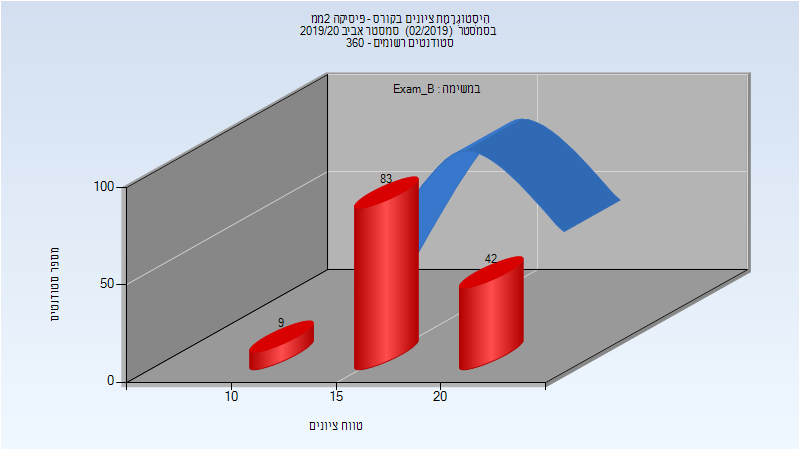 היסטוגרמת ציונים בקורס - פיסיקה 2ממ
בסמסטר (02/2019) סמסטר אביב 2019/20
סטודנטים רשומים - 360
במשימה : Exam_B
83
42
9
100
50
0
10
15
20
מספר סטודנטים
טווח ציונים